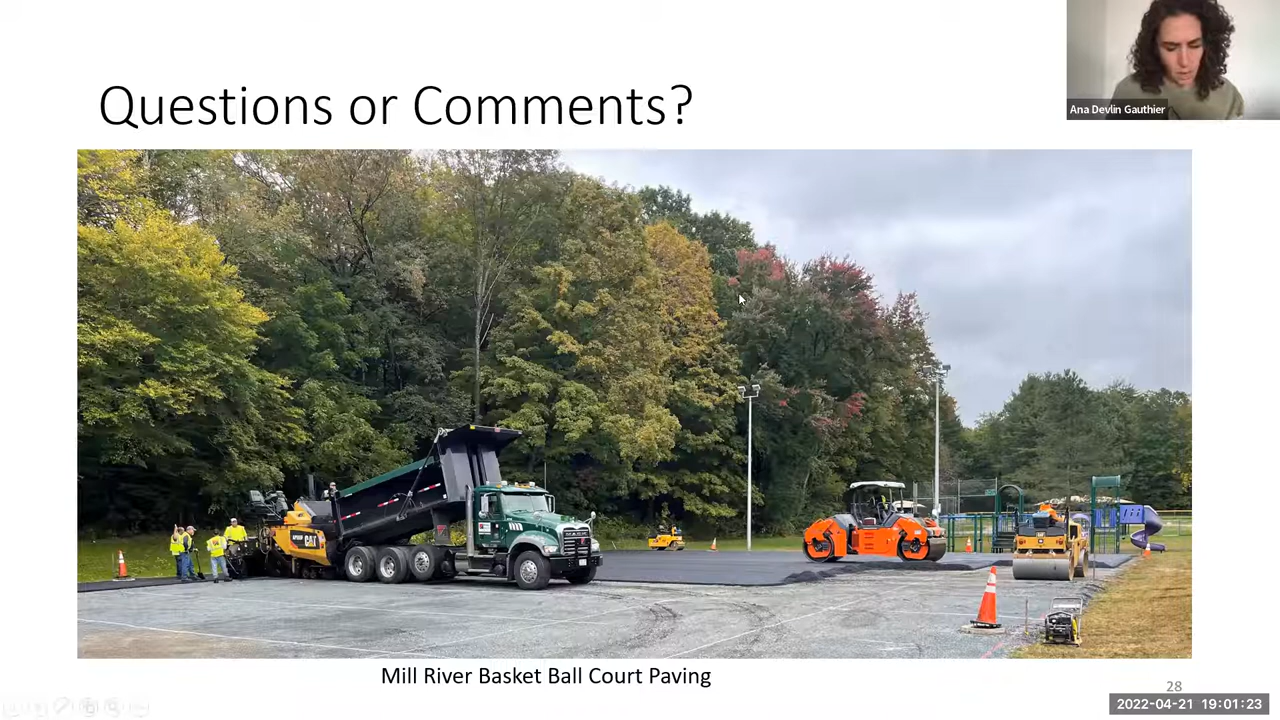 Questions or Comments?
Ana Devlin Gauthier
CAT
Mill River Basket Ball Court Paving
28
2022-04-21 19:01:23